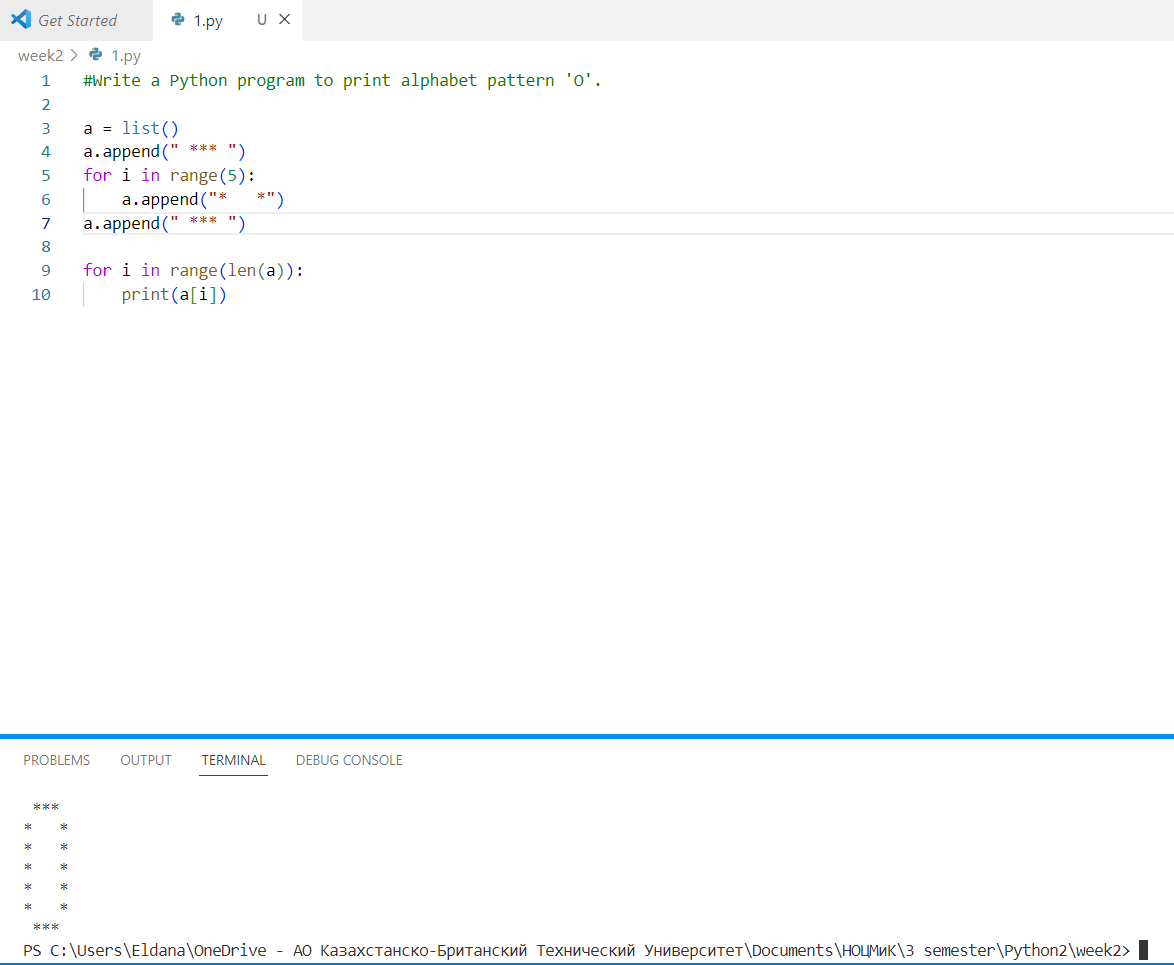 Get Started 1.py U
week2 > 1.py
1 #Write a Python program to print alphabet pattern 'O'.
2
3 a = list()
4 a.append(" *** ")
5 for i in range(5):
6     a.append("*   *")
7 a.append(" *** ")
8
9 for i in range(len(a)):
10     print(a[i])
PROBLEMS OUTPUT TERMINAL DEBUG CONSOLE
 ***
*   *
*   *
*   *
*   *
*   *
 ***
PS C:\Users\Eldana\OneDrive - АО Казахстанско-Британский Технический Университет\Documents\НОЦМиК\3 semester\Python2\week2>